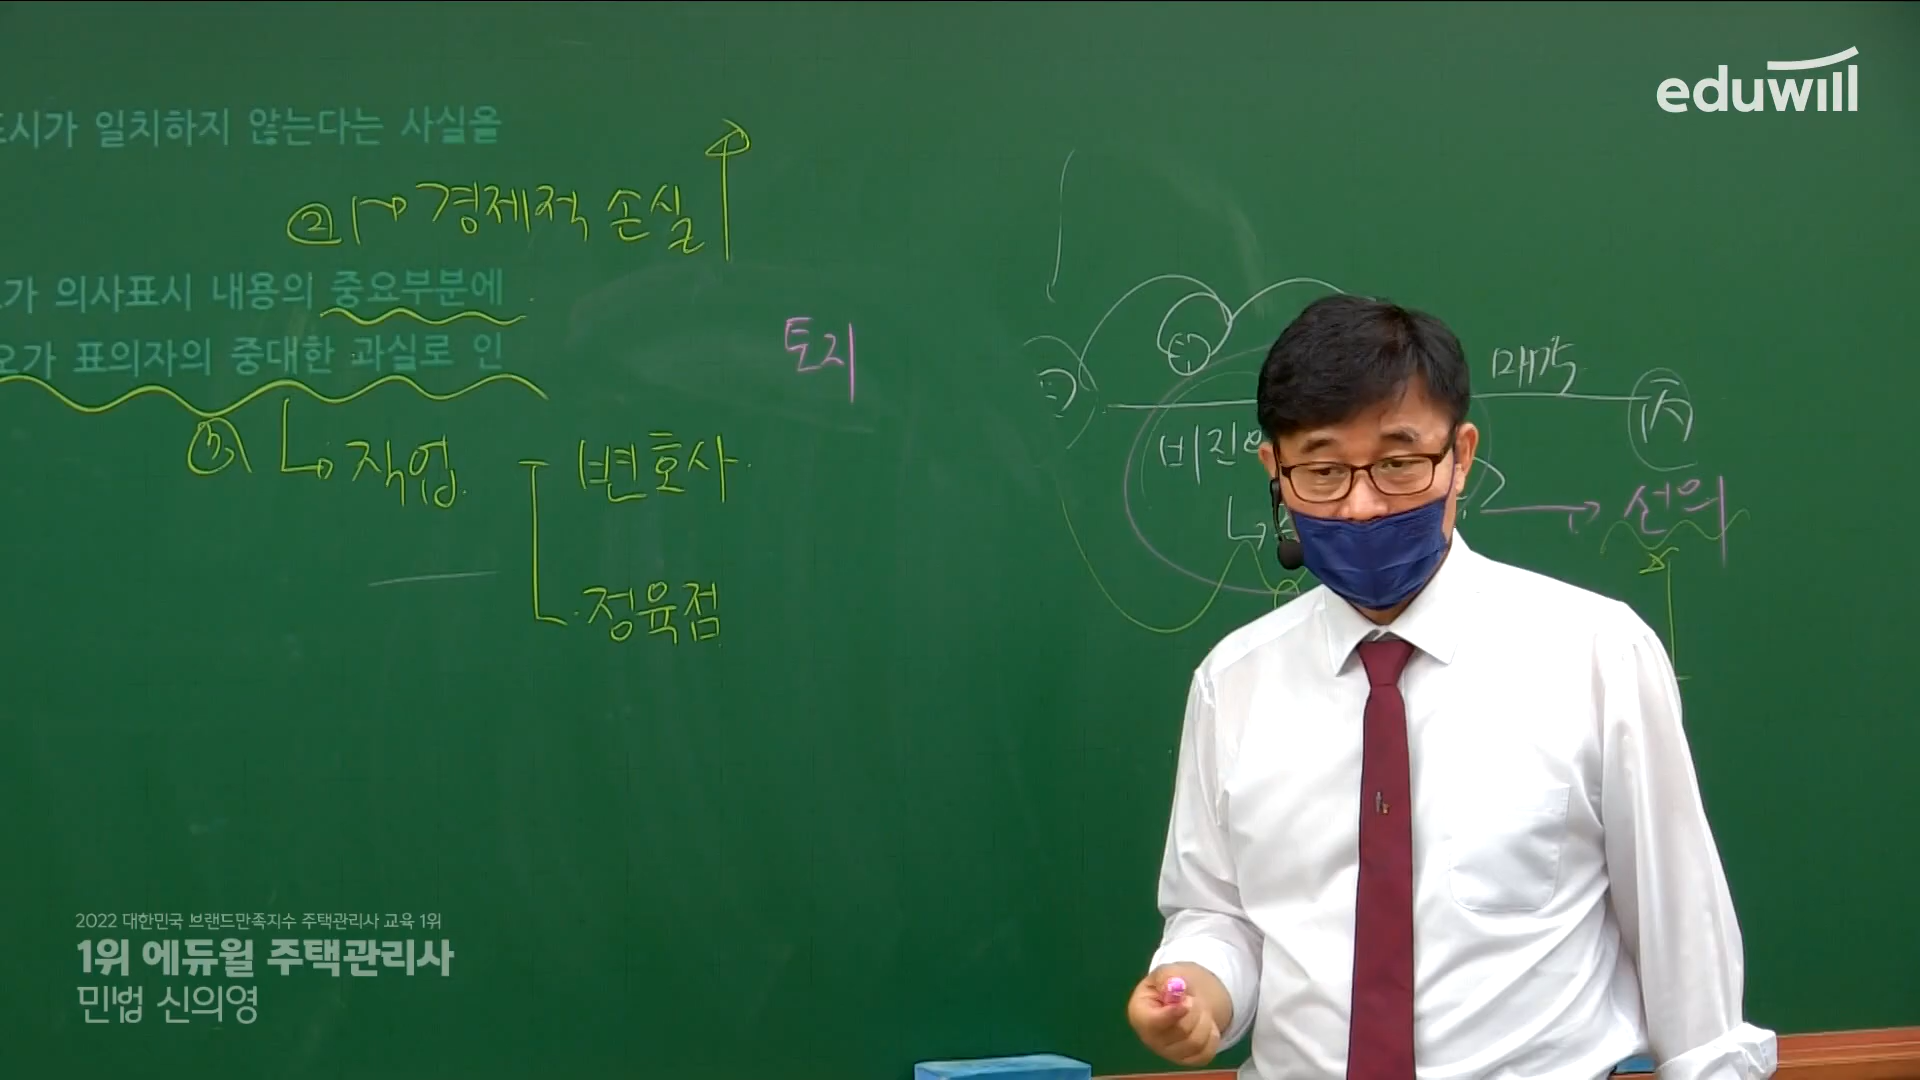 eduwill
표시가 일치하지 않는다는 사실을
② → 경제적 손실 ↑
가 의사표시 내용의 중요부분에
오가 표의자의 중대한 과실로 인
토지
③ → 직업 변호사
정육점
매각
丙
비진
선의
2022 대한민국 브랜드만족지수 주택관리사 교육 1위
1위 에듀윌 주택관리사
민법 신의영